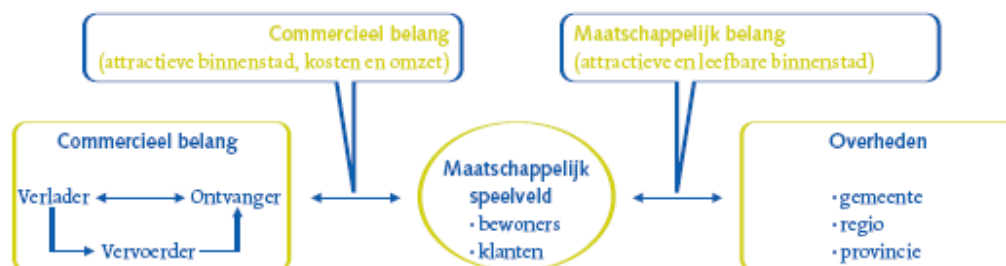 Commercieel belang
(attractieve binnenstad, kosten en omzet)
Maatschappelijk belang
(attractieve en leefbare binnenstad)
Commercieel belang
Verlader
Ontvanger
Vervoerder
Maatschappelijk
speelveld
· bewoners
· klanten
Overheden
· gemeente
· regio
· provincie